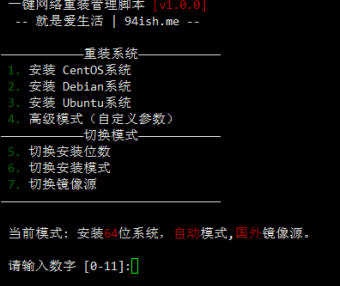 一键网络重装管理脚本 [v1.0.0]
-- 就是爱生活 | 94ish.me --
重装系统
1. 安装 CentOS系统
2. 安装 Debian系统
3. 安装 Ubuntu系统
4. 高级模式（自定义参数）
切换模式
5. 切换安装位数
6. 切换安装模式
7. 切换镜像源
当前模式: 安装64位系统，自动模式,国外镜像源。
请输入数字 [0-11]: